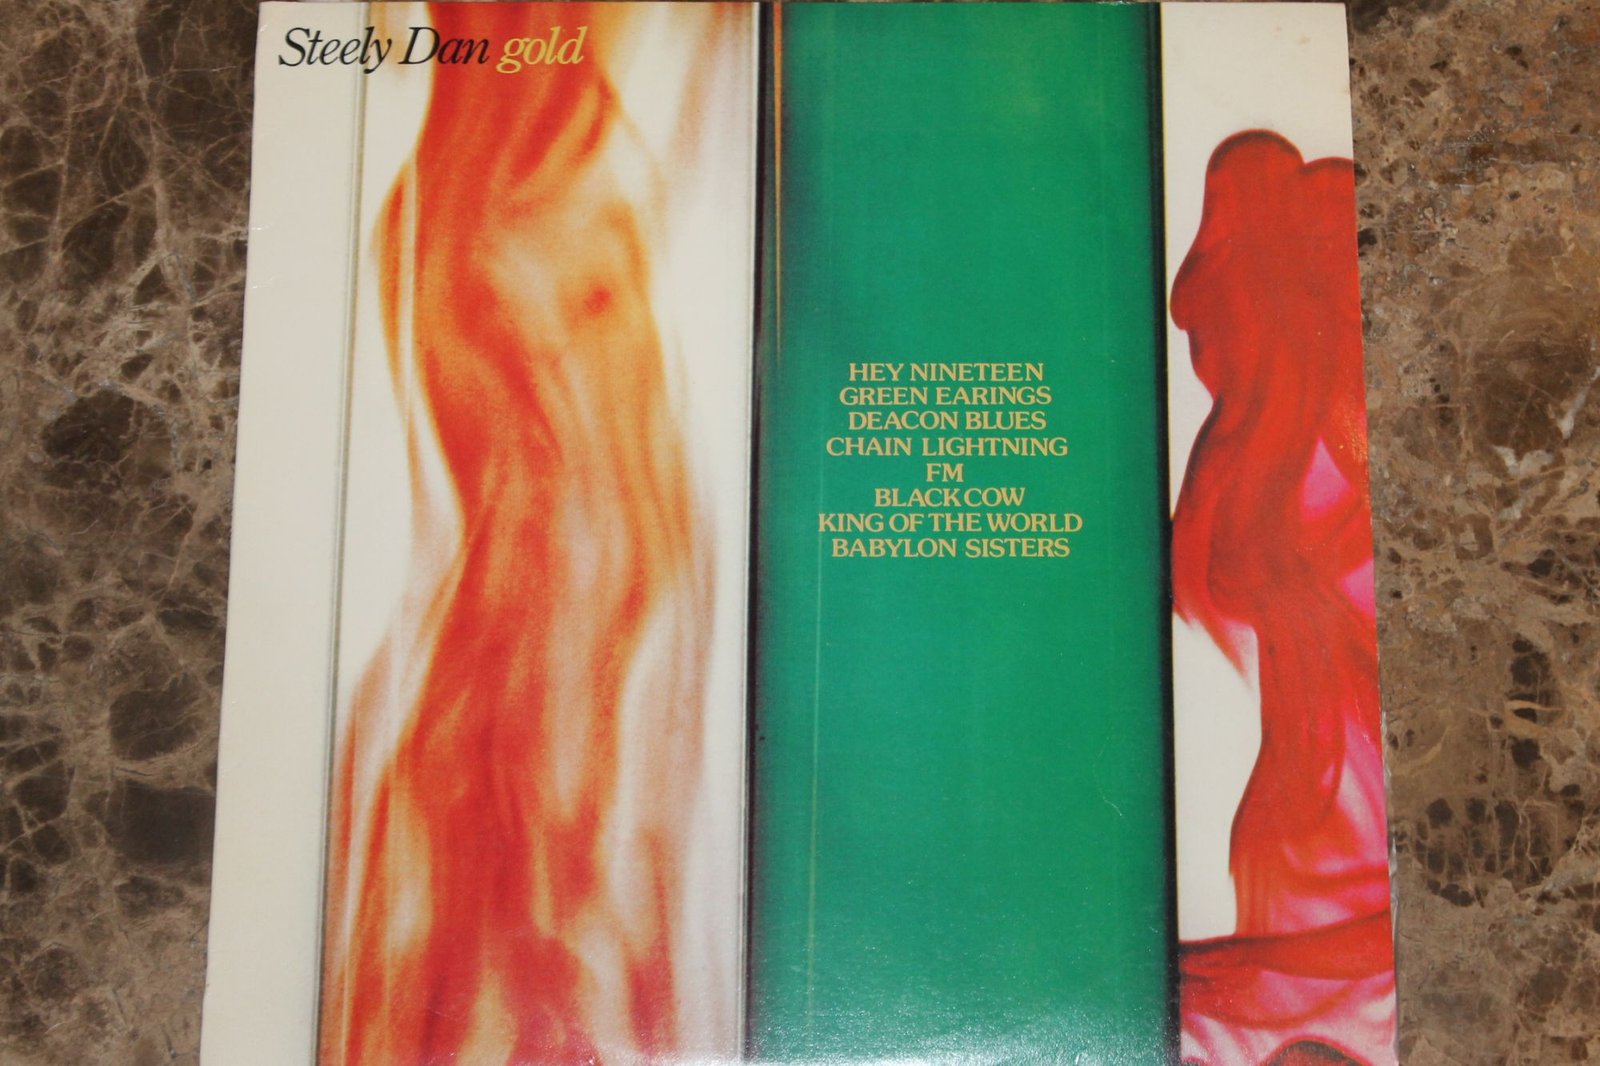 Steely Dan gold
HEY NINETEEN
GREEN EARINGS
DEACON BLUES
CHAIN LIGHTNING
FM
BLACK COW
KING OF THE WORLD
BABYLON SISTERS